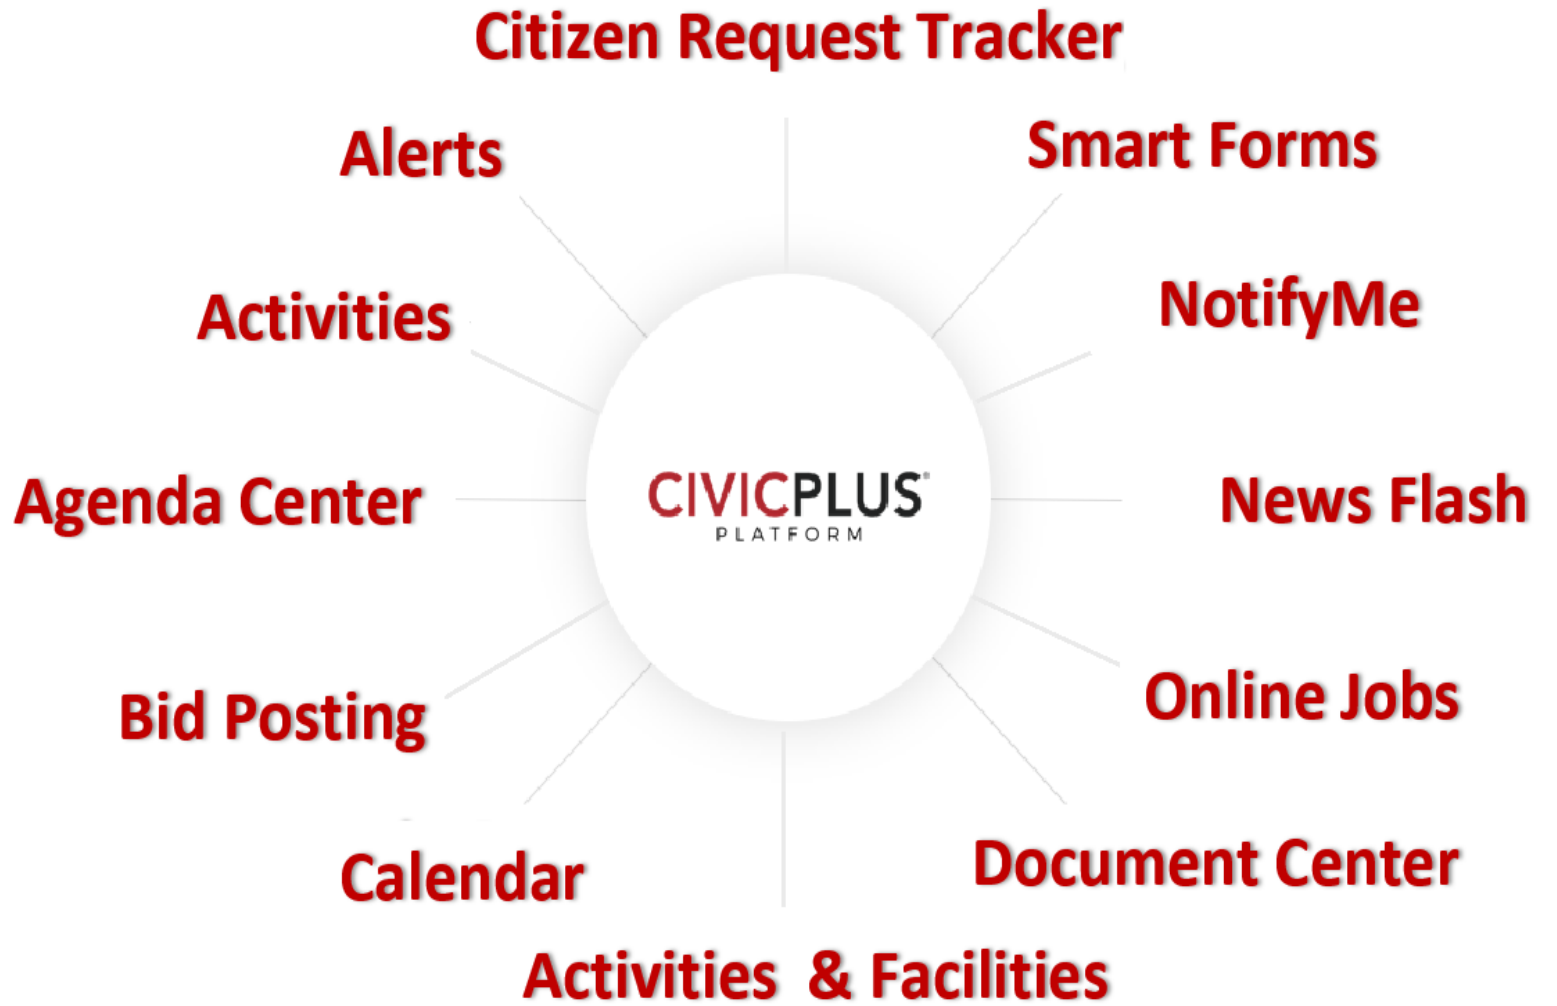 Citizen Request Tracker
Alerts
Smart Forms
Activities
NotifyMe
Agenda Center
CIVICPLUS®
PLATFORM
News Flash
Bid Posting
Online Jobs
Calendar
Document Center
Activities & Facilities